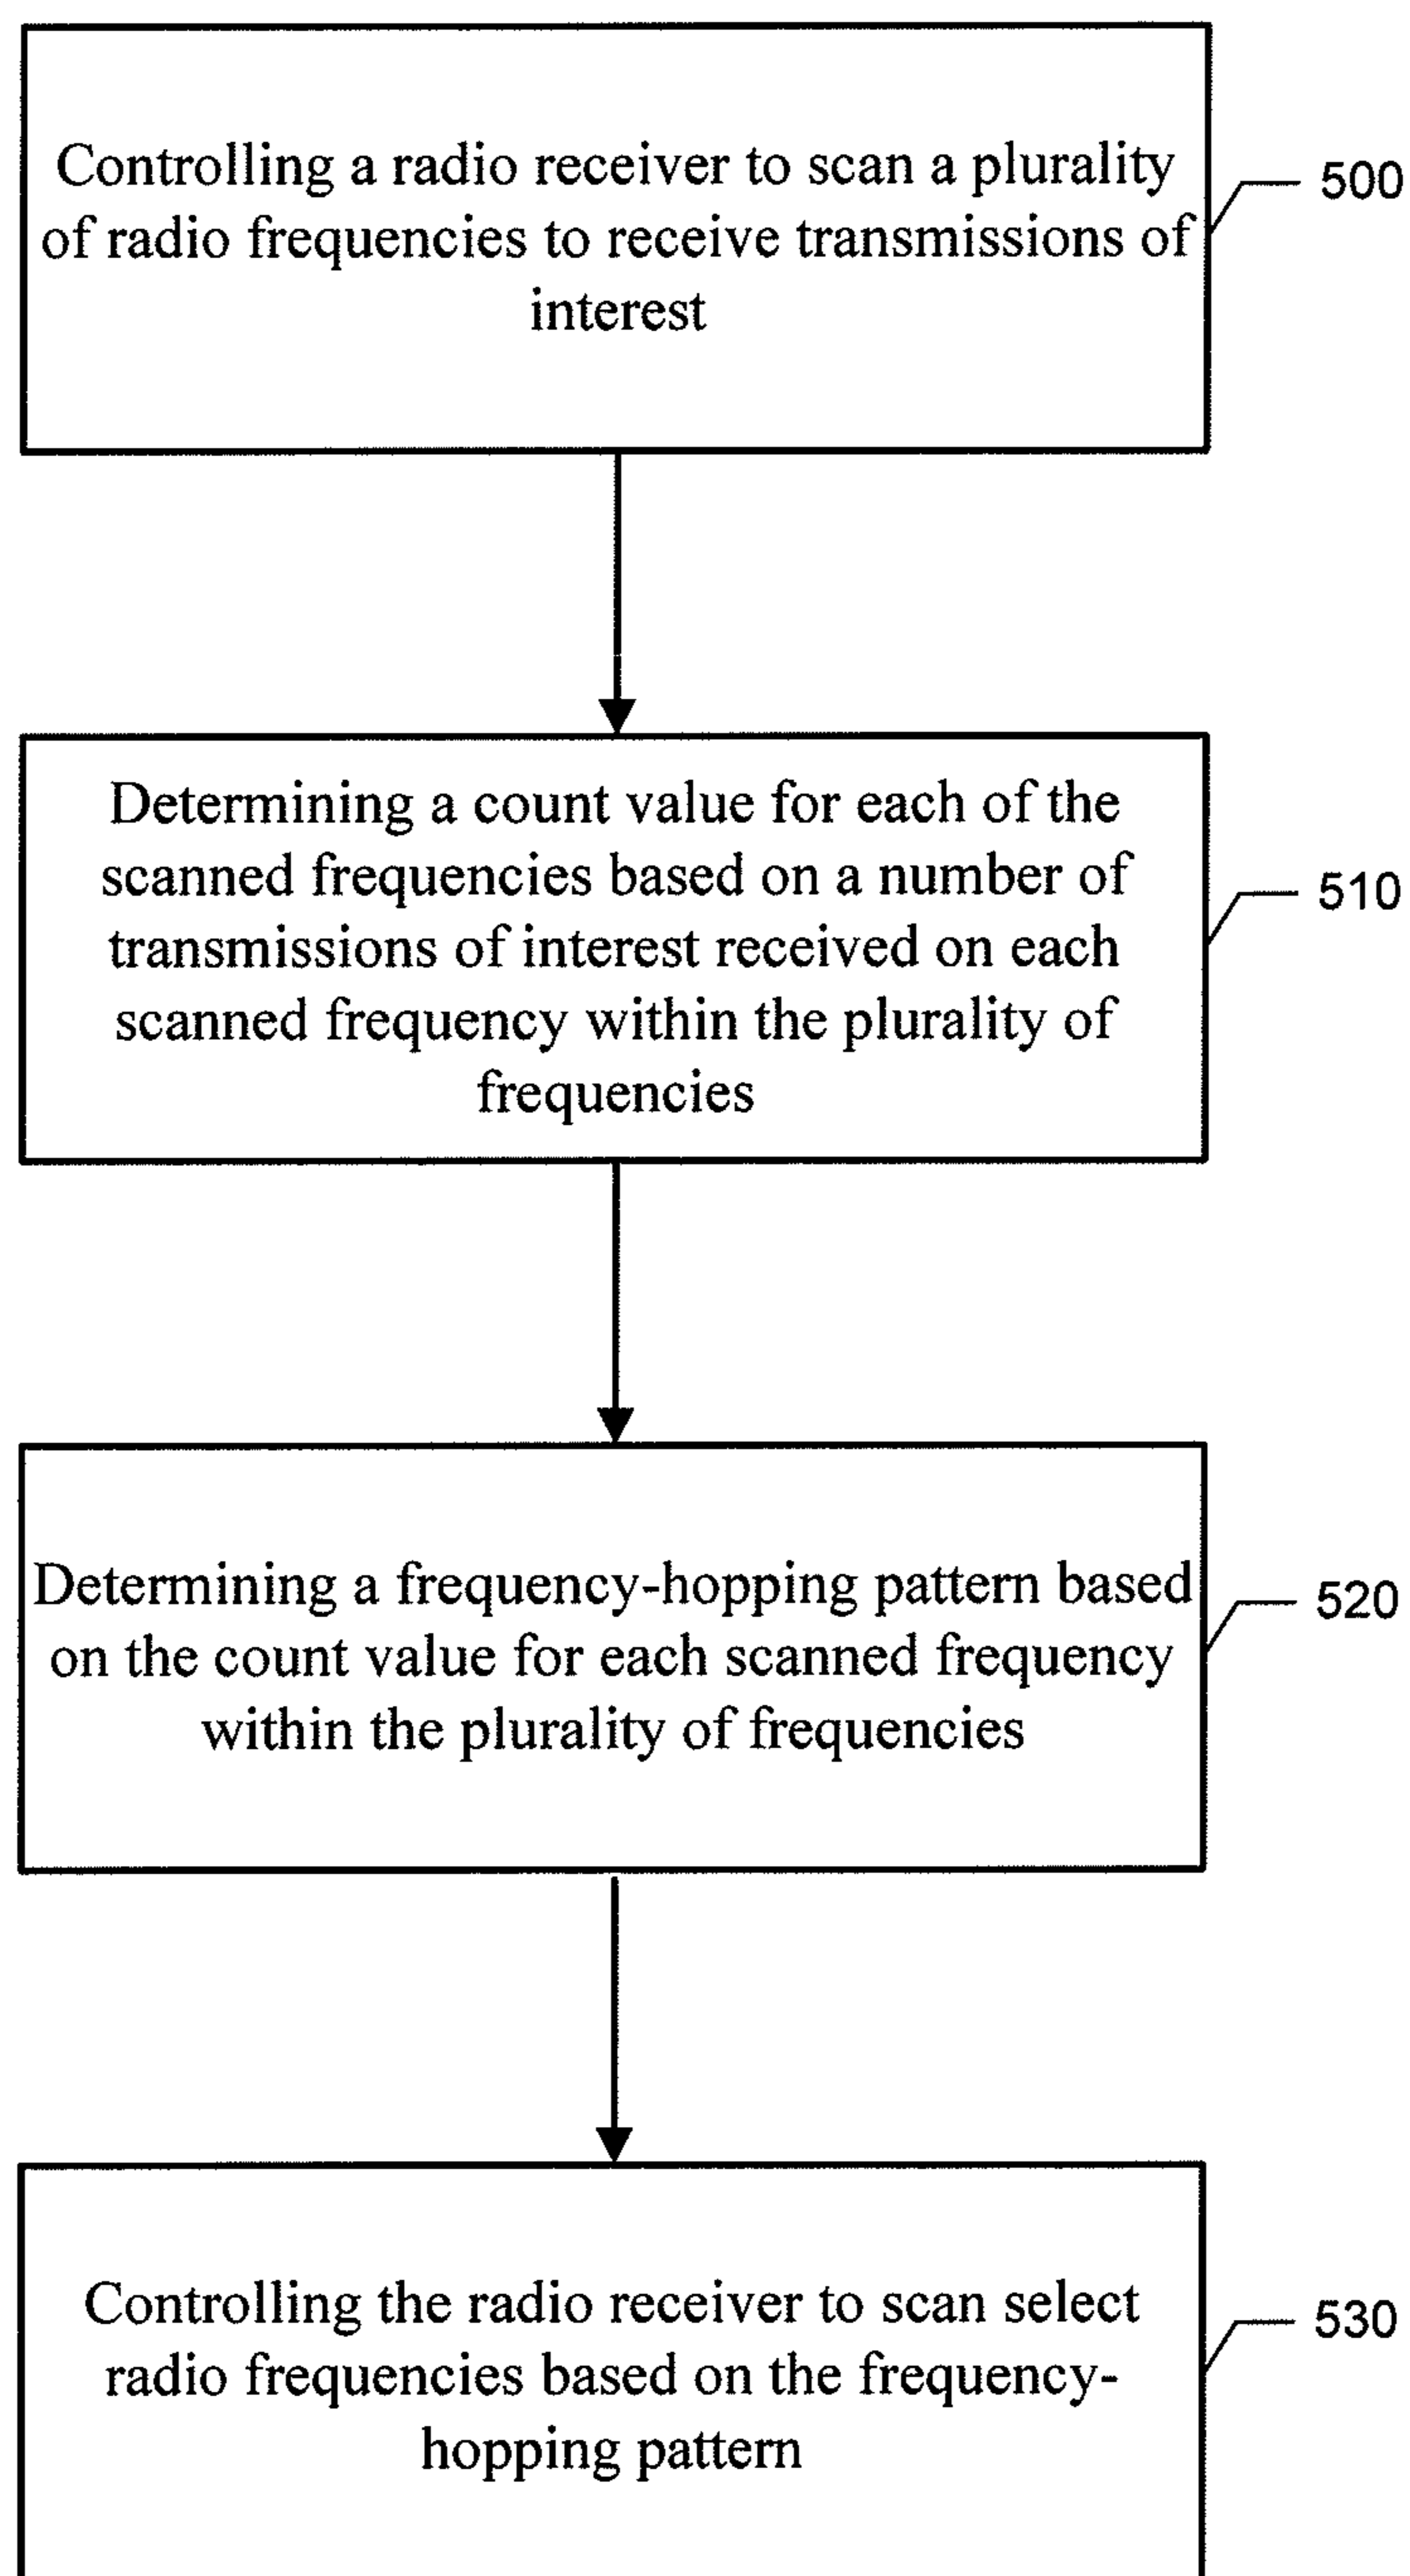 Controlling a radio receiver to scan a plurality
of radio frequencies to receive transmissions of
interest
500
Determining a count value for each of the
scanned frequencies based on a number of
transmissions of interest received on each
scanned frequency within the plurality of
frequencies
510
Determining a frequency-hopping pattern based
on the count value for each scanned frequency
within the plurality of frequencies
520
Controlling the radio receiver to scan select
radio frequencies based on the frequency-
hopping pattern
530